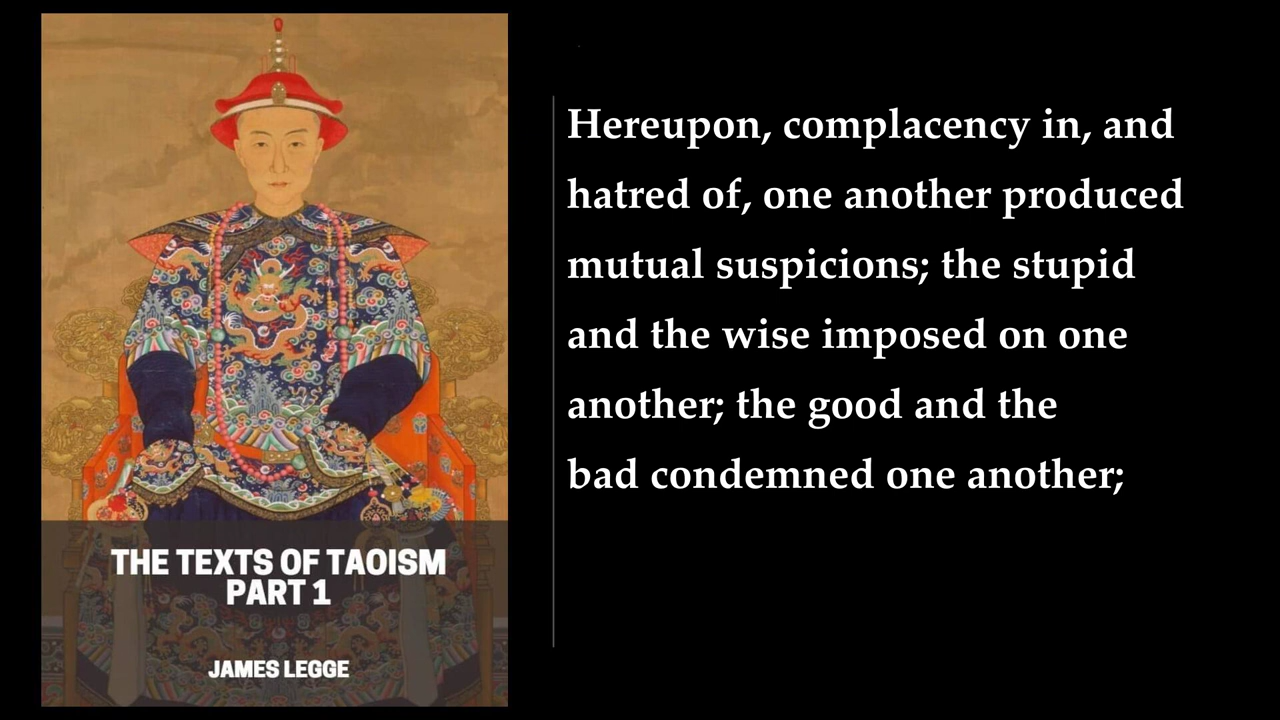 THE TEXTS OF TAOISM
PART 1
JAMES LEGGE
Hereupon, complacency in, and
hatred of, one another produced
mutual suspicions; the stupid
and the wise imposed on one
another; the good and the
bad condemned one another;